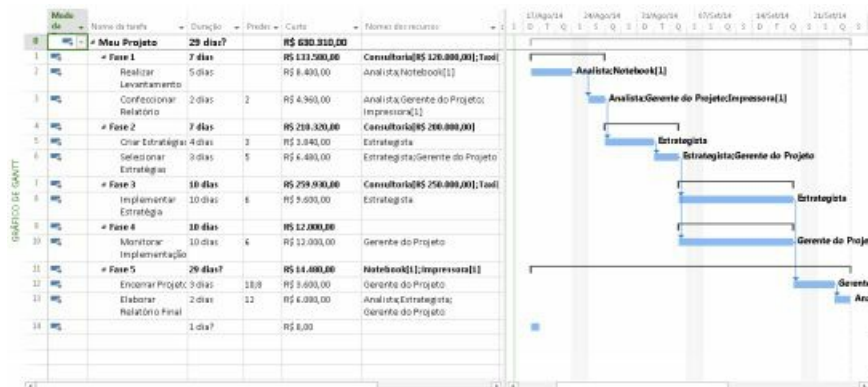 Modo da
Nome da tarefa
Duração
Custo
Nomes dos recursos
17/Ago/14 24/Ago/14 31/Ago/14 07/Set/14 14/Set/14 21/Set/14
0 Meu Projeto 29 dias? R$ 630.310,00
1 Fase 1 7 dias R$ 133.580,00 Consultoria[R$ 120.000,00];Taxi[
2 Realizar Levantamento 5 dias R$ 8.400,00 Analista;Notebook[1]
Analista;Notebook[1]
3 Confeccionar Relatório 2 dias 2 R$ 4.960,00 Analista;Gerente do Projeto; Impressora[1]
Analista;Gerente do Projeto;Impressora[1]
4 Fase 2 7 dias R$ 210.320,00 Consultoria[R$ 200.000,00]
5 Criar Estratégias 4 dias 3 R$ 3.840,00 Estrategista
Estrategista
6 Selecionar Estratégias 3 dias 5 R$ 6.480,00 Estrategista;Gerente do Projeto
Estrategista;Gerente do Projeto
7 Fase 3 10 dias R$ 259.930,00 Consultoria[R$ 250.000,00];Taxi[
8 Implementar Estratégia 10 dias 6 R$ 9.600,00 Estrategista
Estrategista
9 Fase 4 10 dias R$ 12.000,00
10 Monitorar Implementação 10 dias 6 R$ 12.000,00 Gerente do Projeto
Gerente do Proje
11 Fase 5 29 dias? R$ 14.480,00 Notebook[1];Impressora[1]
12 Encerrar Projeto 3 dias 10;8 R$ 3.600,00 Gerente do Projeto
Gerente
13 Elaborar Relatório Final 2 dias 12 R$ 6.080,00 Analista;Estrategista; Gerente do Projeto
Ana
14 1 dia? R$ 0,00
GRÁFICO DE GANTT